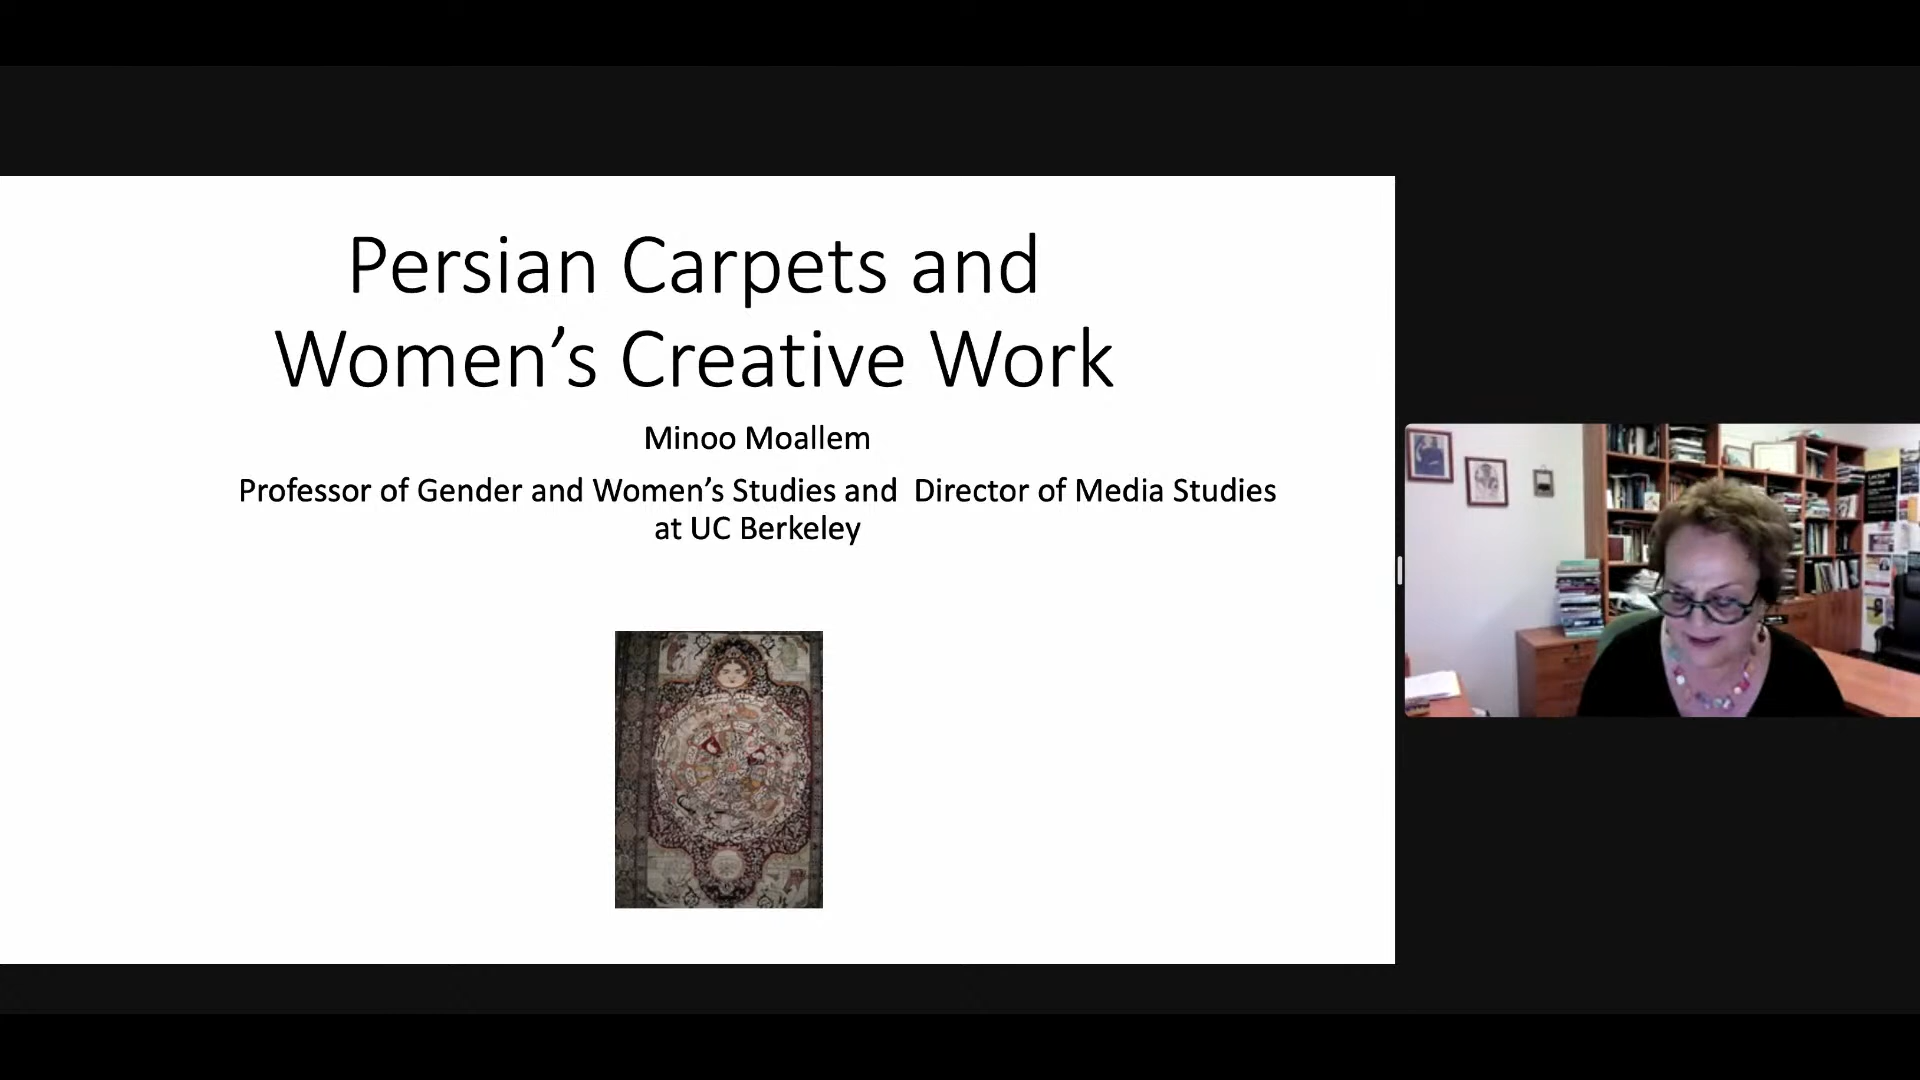 Persian Carpets and
Women’s Creative Work
Minoo Moallem
Professor of Gender and Women’s Studies and  Director of Media Studies
at UC Berkeley